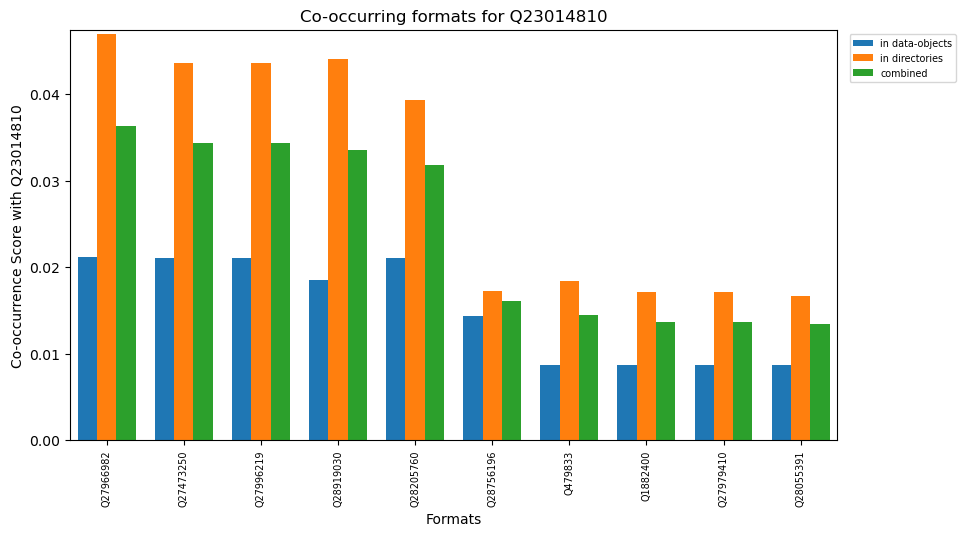 Co-occurring formats for Q23014810
in data-objects
in directories
combined
Co-occurrence Score with Q23014810
0.04
0.03
0.02
0.01
0.00
Q27966982
Q27473250
Q27996219
Q28919030
Q28205760
Q28756196
Q479833
Q1882400
Q27979410
Q28055391
Formats